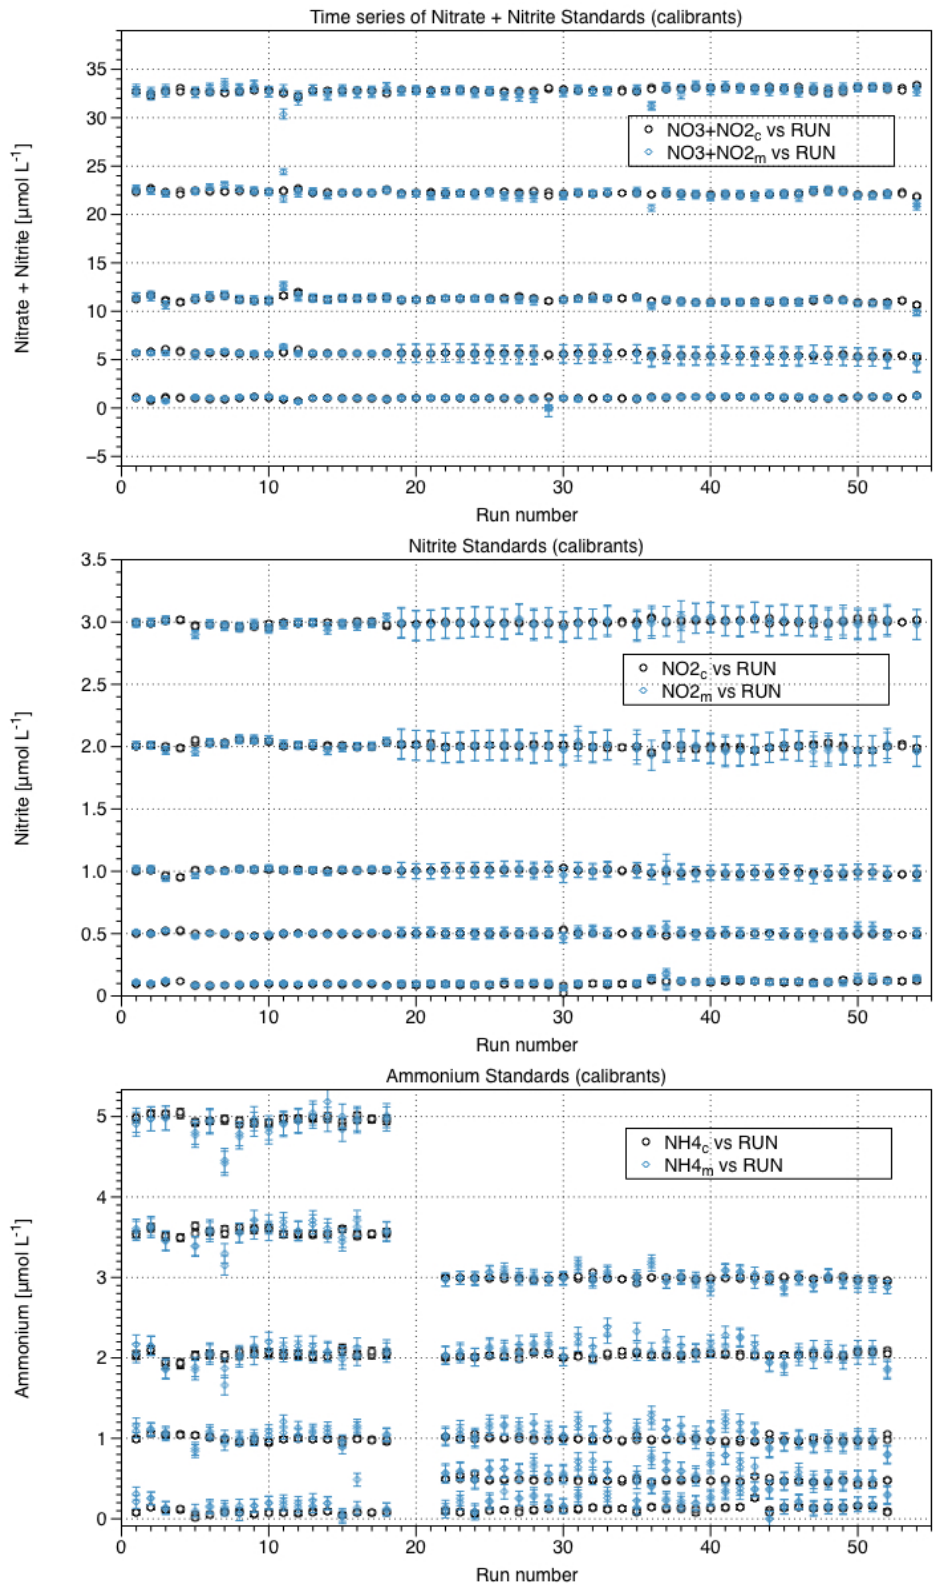 Time series of Nitrate + Nitrite Standards (calibrants)
35
30
25
20
15
10
5
0
−5
Nitrate + Nitrite [µmol L⁻¹]
NO3+NO2c vs RUN
NO3+NO2m vs RUN
0 10 20 30 40 50
Run number
Nitrite Standards (calibrants)
3.5
3.0
2.5
2.0
1.5
1.0
0.5
0
Nitrite [µmol L⁻¹]
NO2c vs RUN
NO2m vs RUN
0 10 20 30 40 50
Run number
Ammonium Standards (calibrants)
5
4
3
2
1
0
Ammonium [µmol L⁻¹]
NH4c vs RUN
NH4m vs RUN
0 10 20 30 40 50
Run number